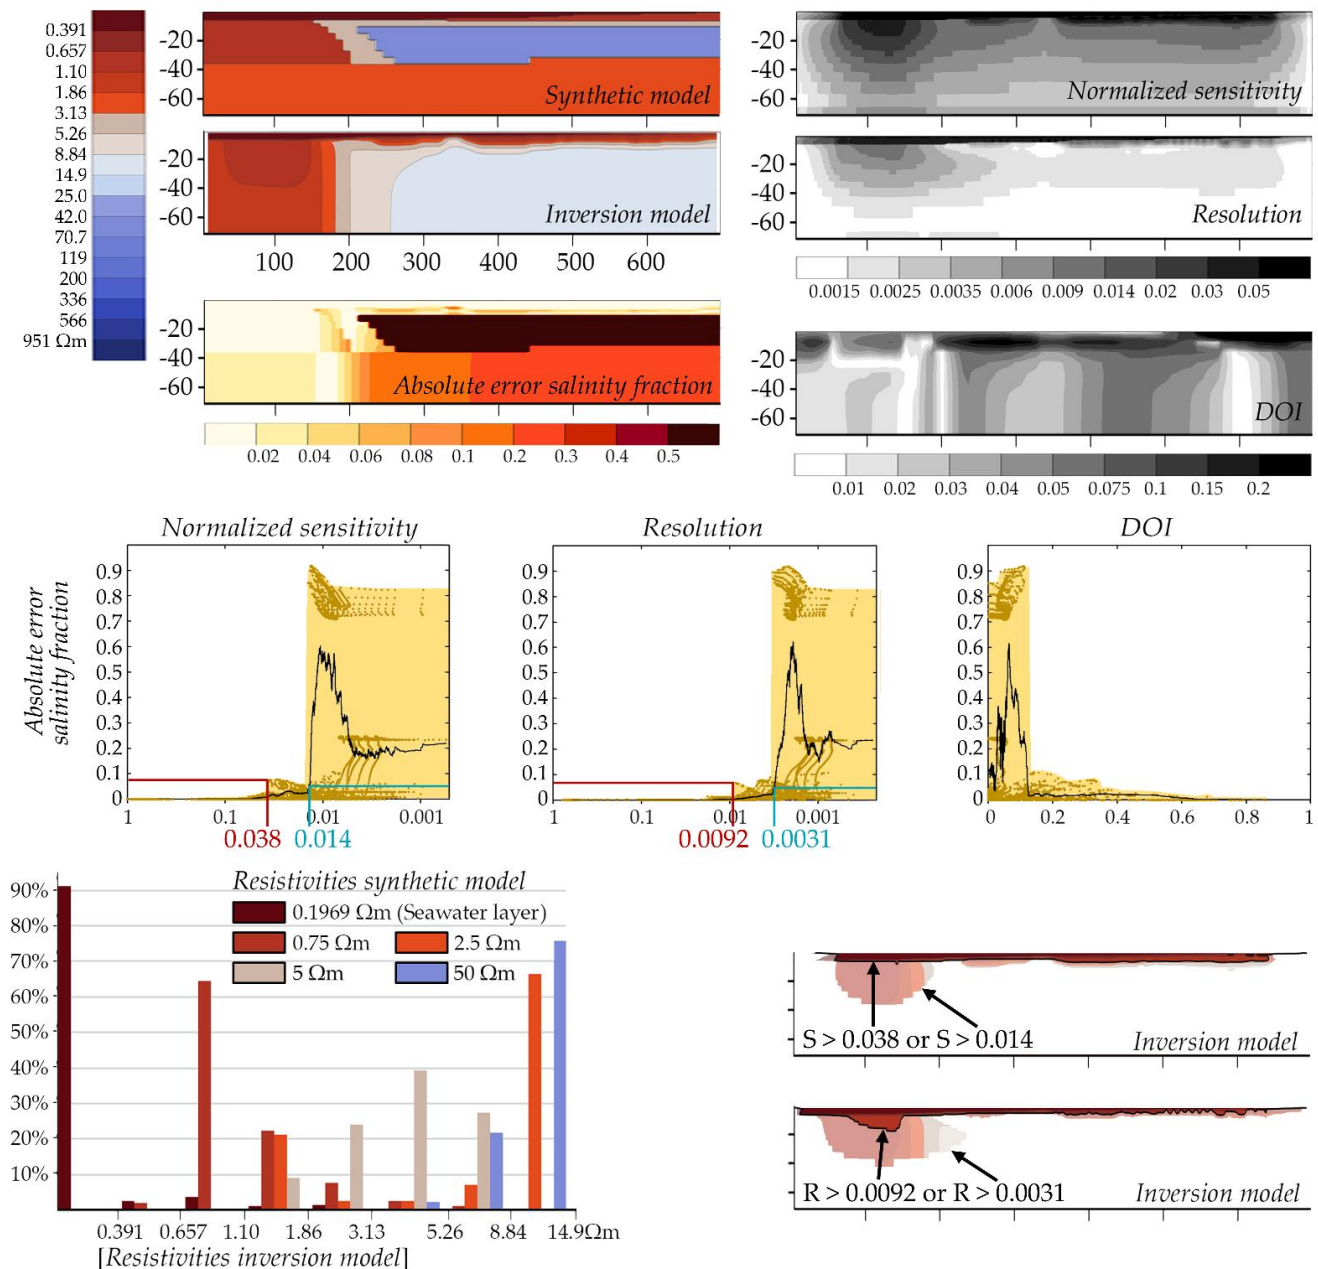 0.391
0.657
1.10
1.86
3.13
5.26
8.84
14.9
25.0
42.0
70.7
119
200
336
566
951 Ωm
-20
-40
-60
Synthetic model
-20
-40
-60
Inversion model
100 200 300 400 500 600
-20
-40
-60
Absolute error salinity fraction
0.02 0.04 0.06 0.08 0.1 0.2 0.3 0.4 0.5
-20
-40
-60
Normalized sensitivity
-20
-40
-60
Resolution
0.0015 0.0025 0.0035 0.006 0.009 0.014 0.02 0.03 0.05
-20
-40
-60
DOI
0.01 0.02 0.03 0.04 0.05 0.075 0.1 0.15 0.2
Normalized sensitivity
Absolute error
salinity fraction
0.9
0.8
0.7
0.6
0.5
0.4
0.3
0.2
0.1
0
1 0.1 0.01 0.001
0.038 0.014
Resolution
0.9
0.8
0.7
0.6
0.5
0.4
0.3
0.2
0.1
0
1 0.1 0.01 0.001
0.0092 0.0031
DOI
0.9
0.8
0.7
0.6
0.5
0.4
0.3
0.2
0.1
0
0 0.2 0.4 0.6 0.8 1
90%
80%
70%
60%
50%
40%
30%
20%
10%
Resistivities synthetic model
0.1969 Ωm (Seawater layer)
0.75 Ωm 2.5 Ωm
5 Ωm 50 Ωm
0.391 0.657 1.10 1.86 3.13 5.26 8.84 14.9Ωm
[Resistivities inversion model]
S > 0.038 or S > 0.014
Inversion model
R > 0.0092 or R > 0.0031
Inversion model